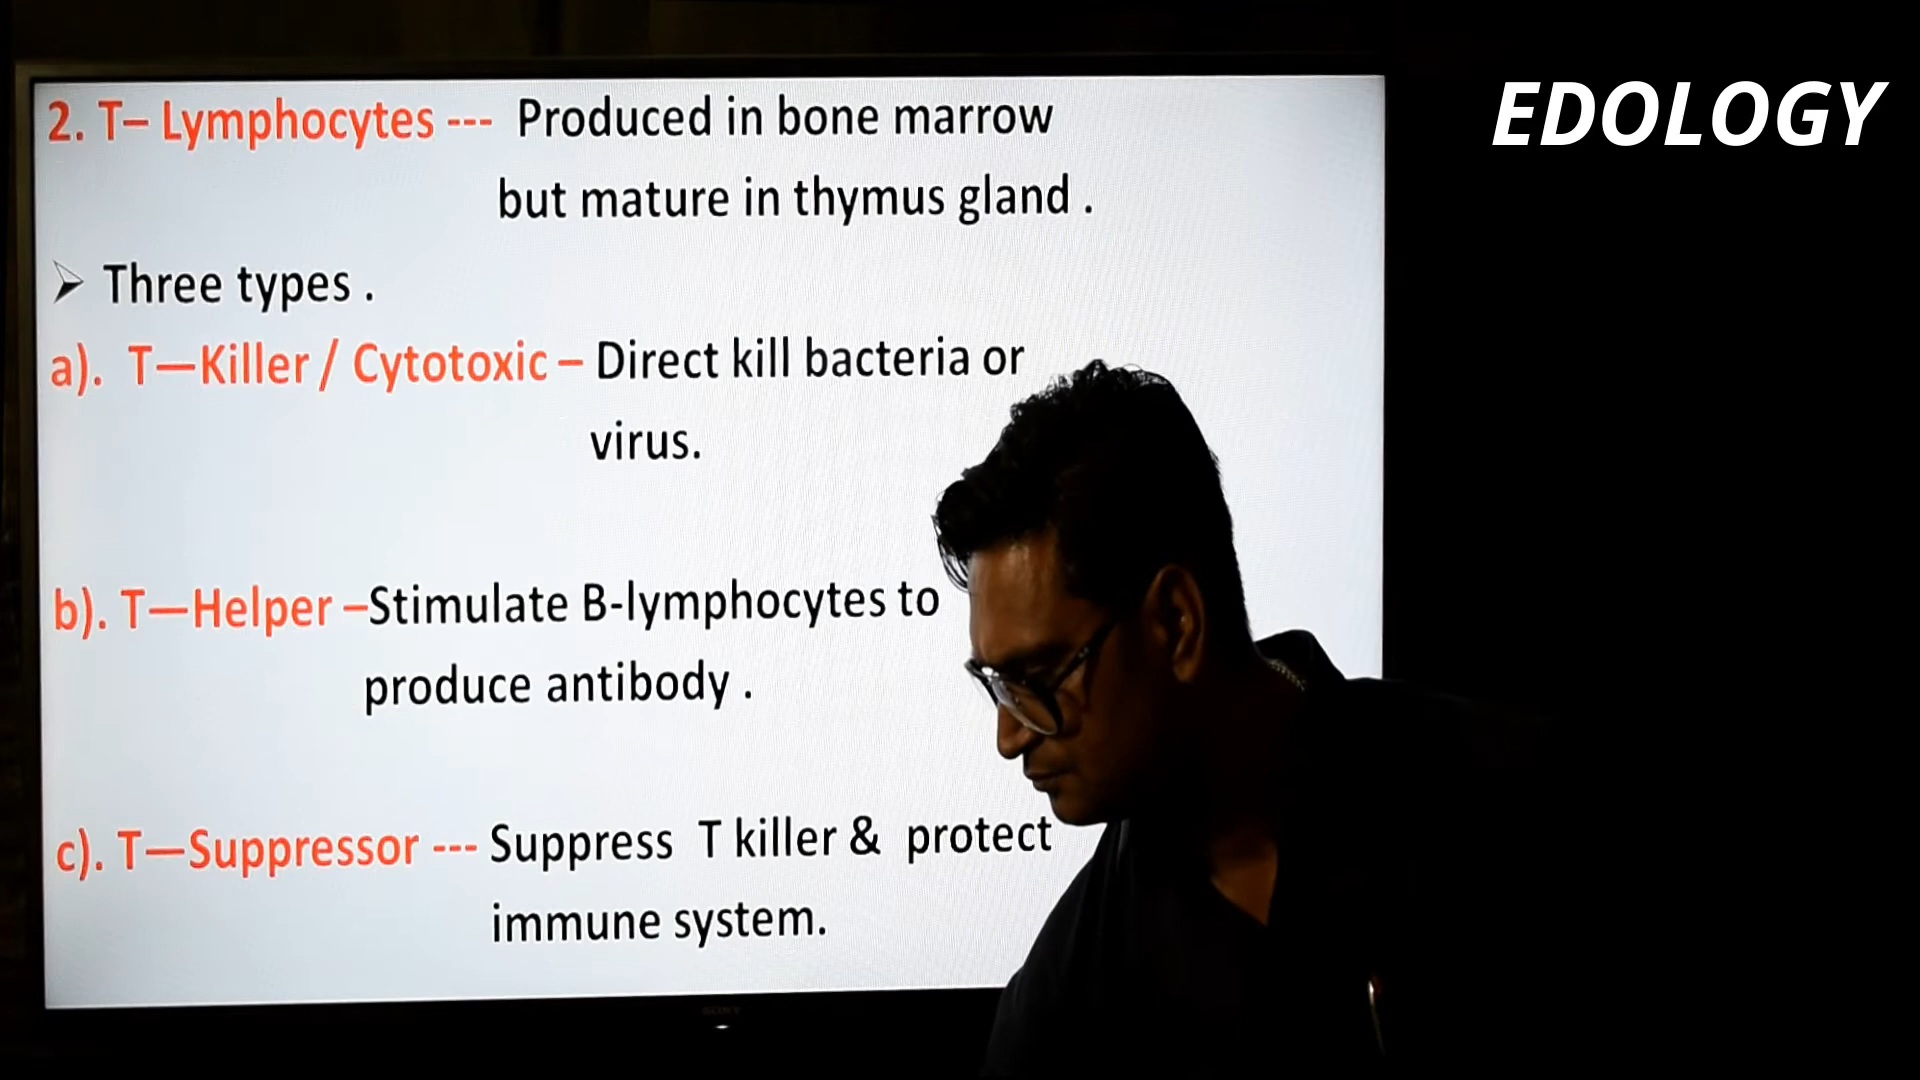 2. T– Lymphocytes --- Produced in bone marrow
but mature in thymus gland .
➢ Three types .
a). T—Killer / Cytotoxic – Direct kill bacteria or
virus.
b). T—Helper –Stimulate B-lymphocytes to
produce antibody .
c). T—Suppressor --- Suppress T killer & protect
immune system.
EDOLOGY
SONY